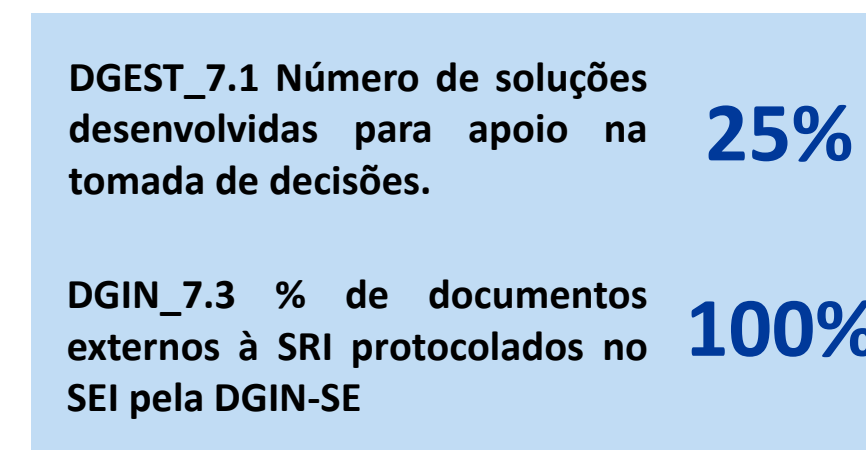 DGEST_7.1 Número de soluções
desenvolvidas para apoio na
tomada de decisões.
25%
DGIN_7.3 % de documentos
externos à SRI protocolados no
SEI pela DGIN-SE
100%